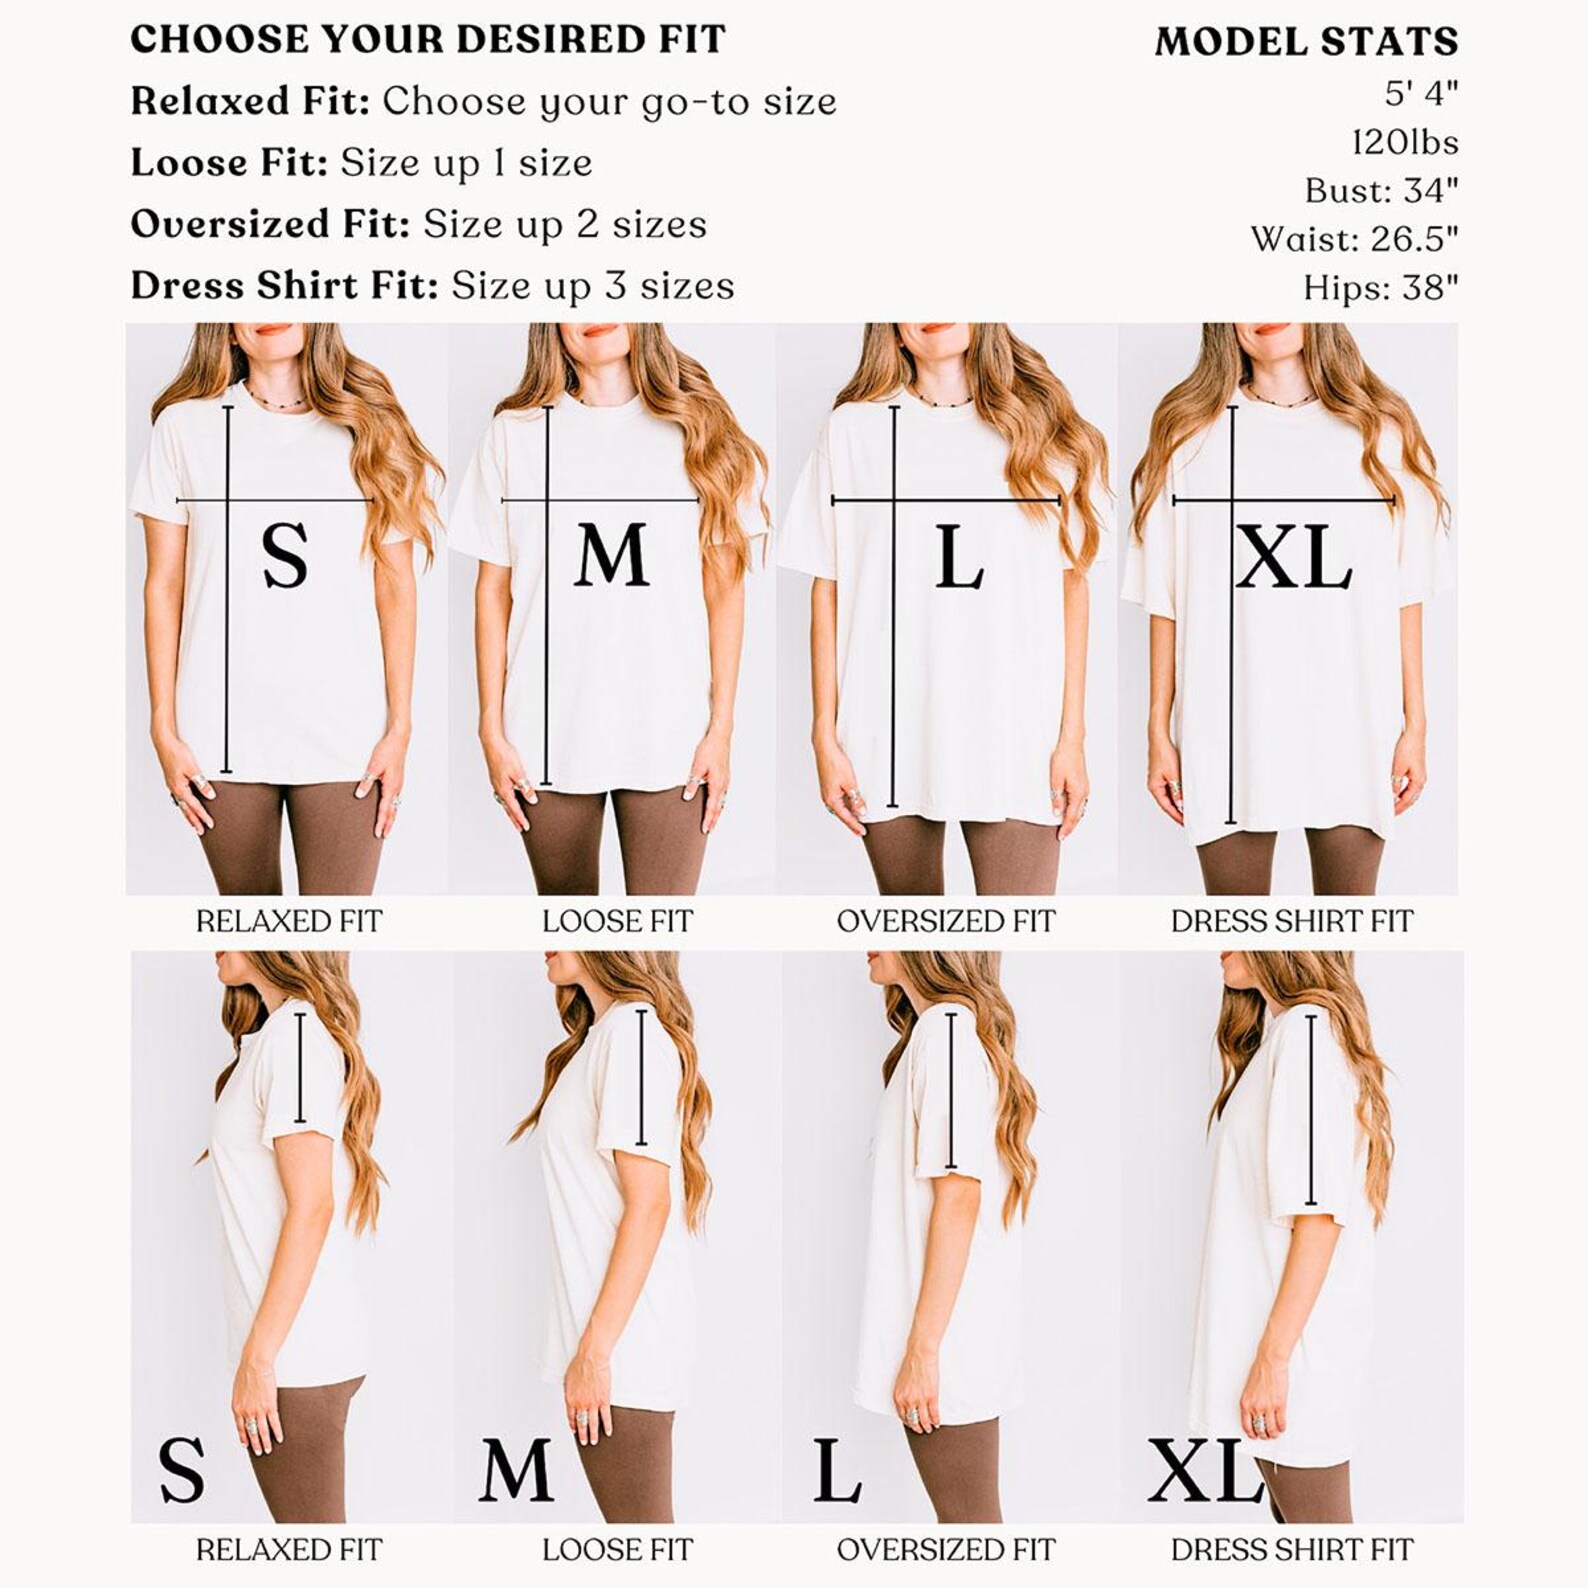 CHOOSE YOUR DESIRED FIT
Relaxed Fit: Choose your go-to size
Loose Fit: Size up 1 size
Oversized Fit: Size up 2 sizes
Dress Shirt Fit: Size up 3 sizes
MODEL STATS
5' 4"
120lbs
Bust: 34"
Waist: 26.5"
Hips: 38"
S
M
L
XL
RELAXED FIT
LOOSE FIT
OVERSIZED FIT
DRESS SHIRT FIT
S
M
L
XL
RELAXED FIT
LOOSE FIT
OVERSIZED FIT
DRESS SHIRT FIT